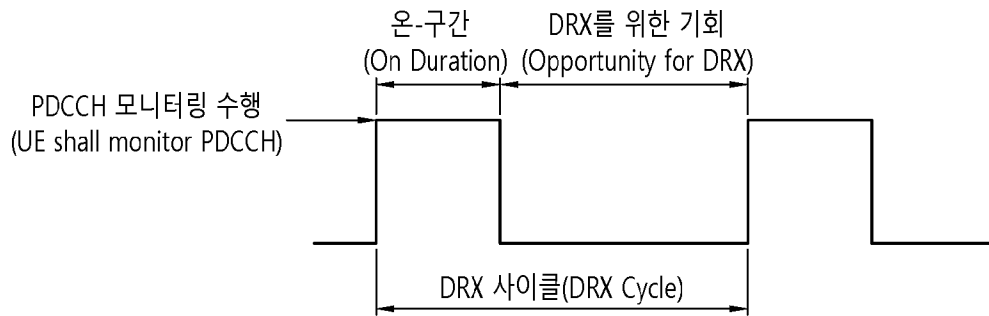 온-구간
(On Duration)
DRX를 위한 기회
(Opportunity for DRX)
PDCCH 모니터링 수행
(UE shall monitor PDCCH)
DRX 사이클(DRX Cycle)